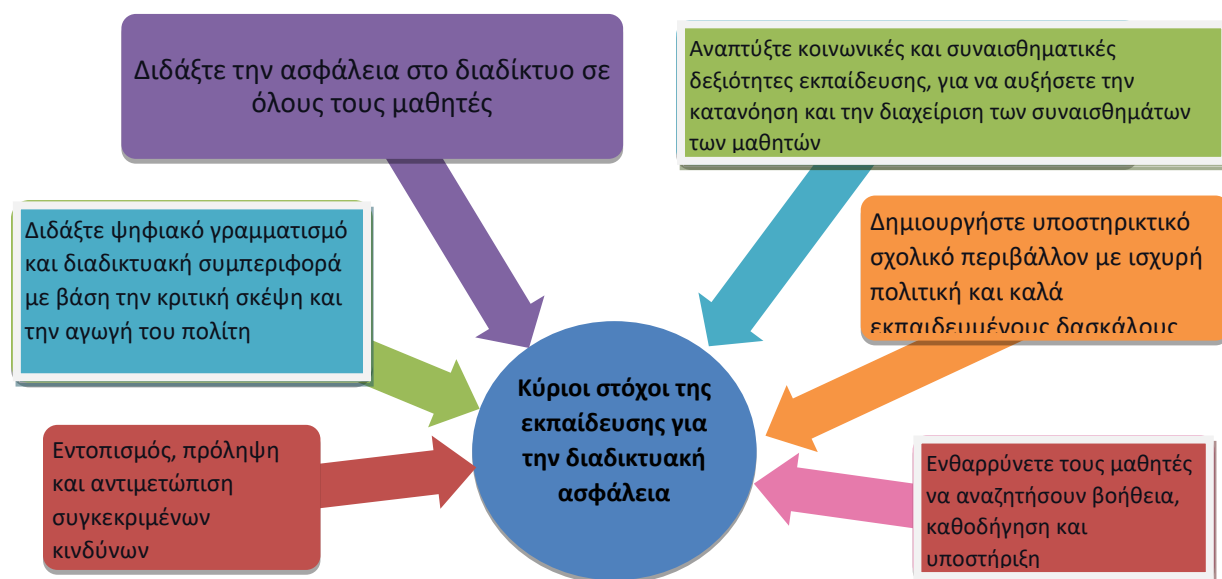 Διδάξτε την ασφάλεια στο διαδίκτυο σε
όλους τους μαθητές
Αναπτύξτε κοινωνικές και συναισθηματικές
δεξιότητες εκπαίδευσης, για να αυξήσετε την
κατανόηση και την διαχείριση των συναισθημάτων
των μαθητών
Διδάξτε ψηφιακό γραμματισμό
και διαδικτυακή συμπεριφορά
με βάση την κριτική σκέψη και
την αγωγή του πολίτη
Δημιουργήστε υποστηρικτικό
σχολικό περιβάλλον με ισχυρή
πολιτική και καλά
εκπαιδευμένους δασκάλους
Κύριοι στόχοι της
εκπαίδευσης για
την διαδικτυακή
ασφάλεια
Εντοπισμός, πρόληψη
και αντιμετώπιση
συγκεκριμένων
κινδύνων
Ενθαρρύνετε τους μαθητές
να αναζητήσουν βοήθεια,
καθοδήγηση και
υποστήριξη